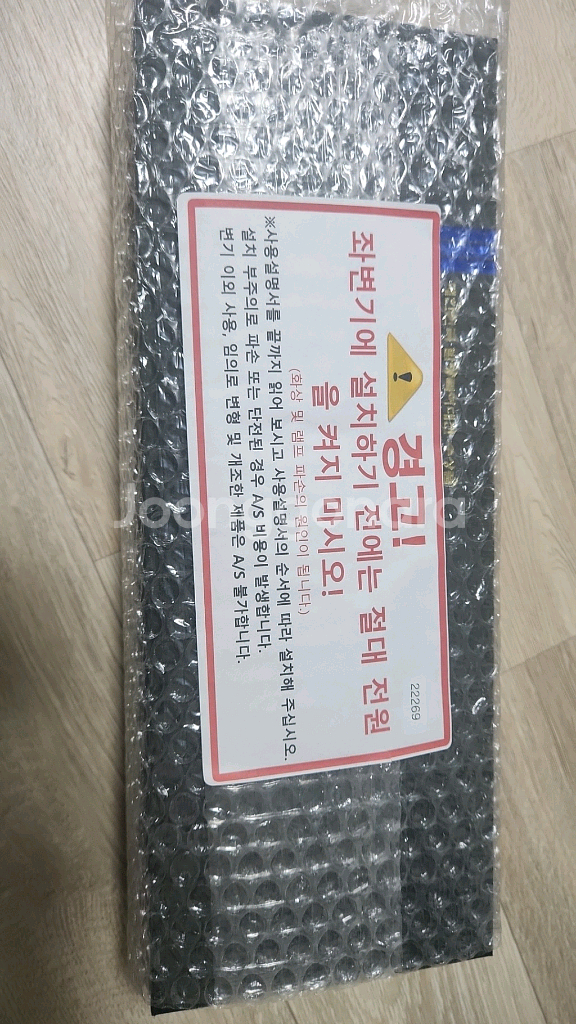 경고!
좌변기에 설치하기 전에는 절대 전원
을 켜지 마시오!
(화상 및 램프 파손의 원인이 됩니다.)
※사용설명서를 끝까지 읽어 보시고 사용설명서의 순서에 따라 설치해 주십시오.
설치 부주의로 파손 또는 단전된 경우 A/S 비용이 발생합니다.
변기 이외 사용, 임의로 변형 및 개조한 제품은 A/S 불가합니다.
22269